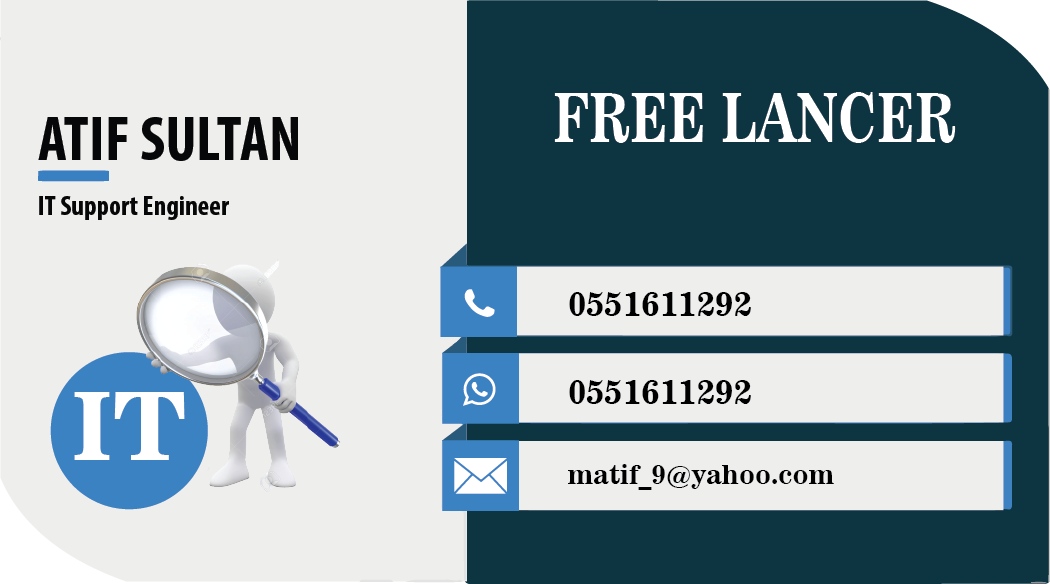 ATIF SULTAN
IT Support Engineer
IT
FREE LANCER
0551611292
0551611292
matif_9@yahoo.com